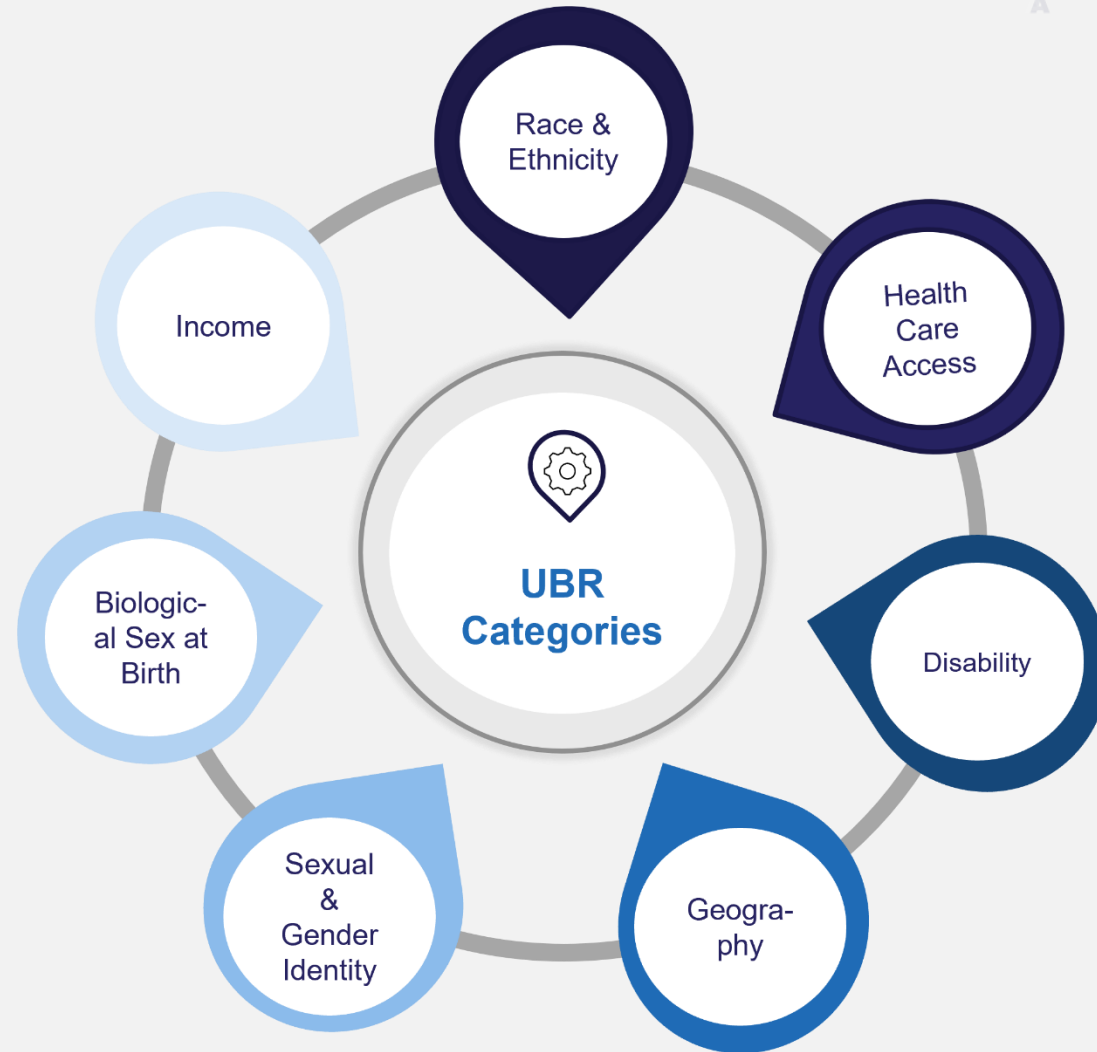 A
Race &
Ethnicity
Health
Care
Access
Disability
Geogra-
phy
Sexual
&
Gender
Identity
Biologic-
al Sex at
Birth
Income
UBR
Categories